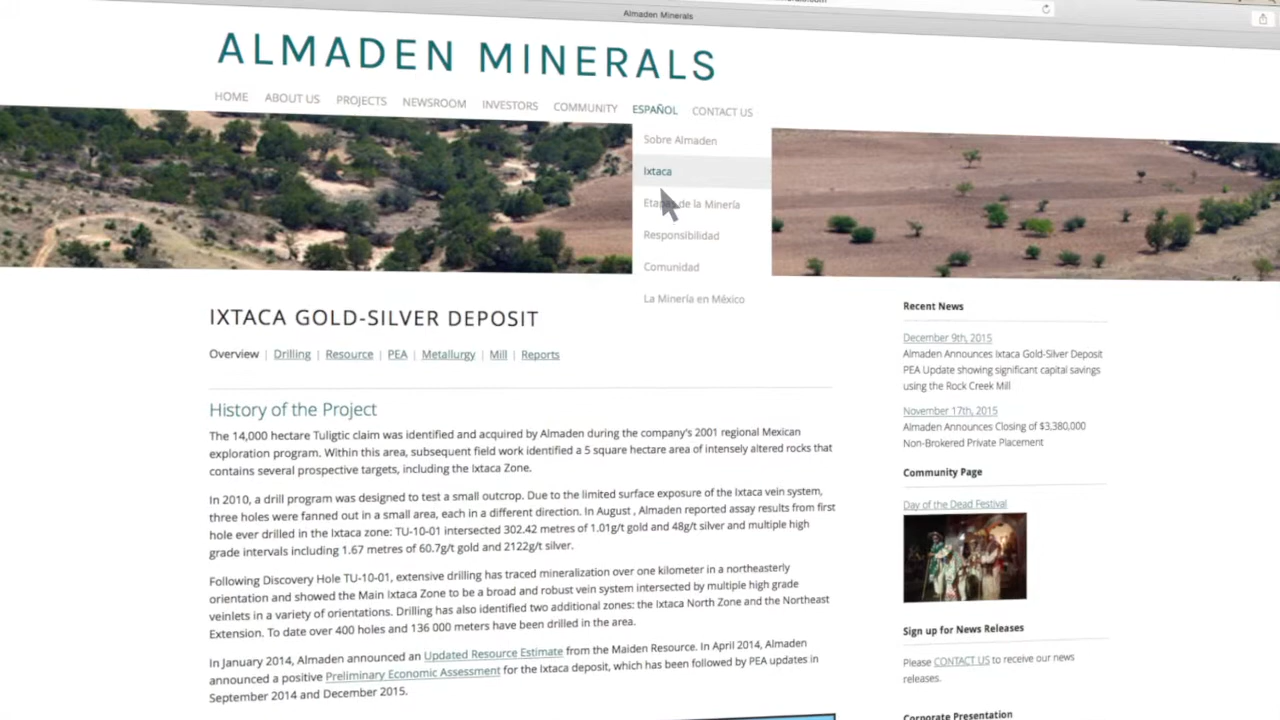 Almaden Minerals
ALMADEN MINERALS
HOME ABOUT US PROJECTS NEWSROOM INVESTORS COMMUNITY ESPAÑOL CONTACT US
Sobre Almaden
Ixtaca
Etapas de la Minería
Responsibilidad
Comunidad
La Minería en México
IXTACA GOLD-SILVER DEPOSIT
Overview | Drilling | Resource | PEA | Metallurgy | Mill | Reports
History of the Project
The 14,000 hectare Tuligtic claim was identified and acquired by Almaden during the company's 2001 regional Mexican
exploration program. Within this area, subsequent field work identified a 5 square hectare area of intensely altered rocks that
contains several prospective targets, including the Ixtaca Zone.
In 2010, a drill program was designed to test a small outcrop. Due to the limited surface exposure of the Ixtaca vein system,
three holes were fanned out in a small area, each in a different direction. In August , Almaden reported assay results from first
hole ever drilled in the Ixtaca zone: TU-10-01 intersected 302.42 metres of 1.01g/t gold and 48g/t silver and multiple high
grade intervals including 1.67 metres of 60.7g/t gold and 2122g/t silver.
Following Discovery Hole TU-10-01, extensive drilling has traced mineralization over one kilometer in a northeasterly
orientation and showed the Main Ixtaca Zone to be a broad and robust vein system intersected by multiple high grade
veinlets in a variety of orientations. Drilling has also identified two additional zones: the Ixtaca North Zone and the Northeast
Extension. To date over 400 holes and 136 000 meters have been drilled in the area.
In January 2014, Almaden announced an Updated Resource Estimate from the Maiden Resource. In April 2014, Almaden
announced a positive Preliminary Economic Assessment for the Ixtaca deposit, which has been followed by PEA updates in
September 2014 and December 2015.
Recent News
December 9th, 2015
Almaden Announces Ixtaca Gold-Silver Deposit
PEA Update showing significant capital savings
using the Rock Creek Mill
November 17th, 2015
Almaden Announces Closing of $3,380,000
Non-Brokered Private Placement
Community Page
Day of the Dead Festival
Sign up for News Releases
Please CONTACT US to receive our news
releases.
Corporate Presentation